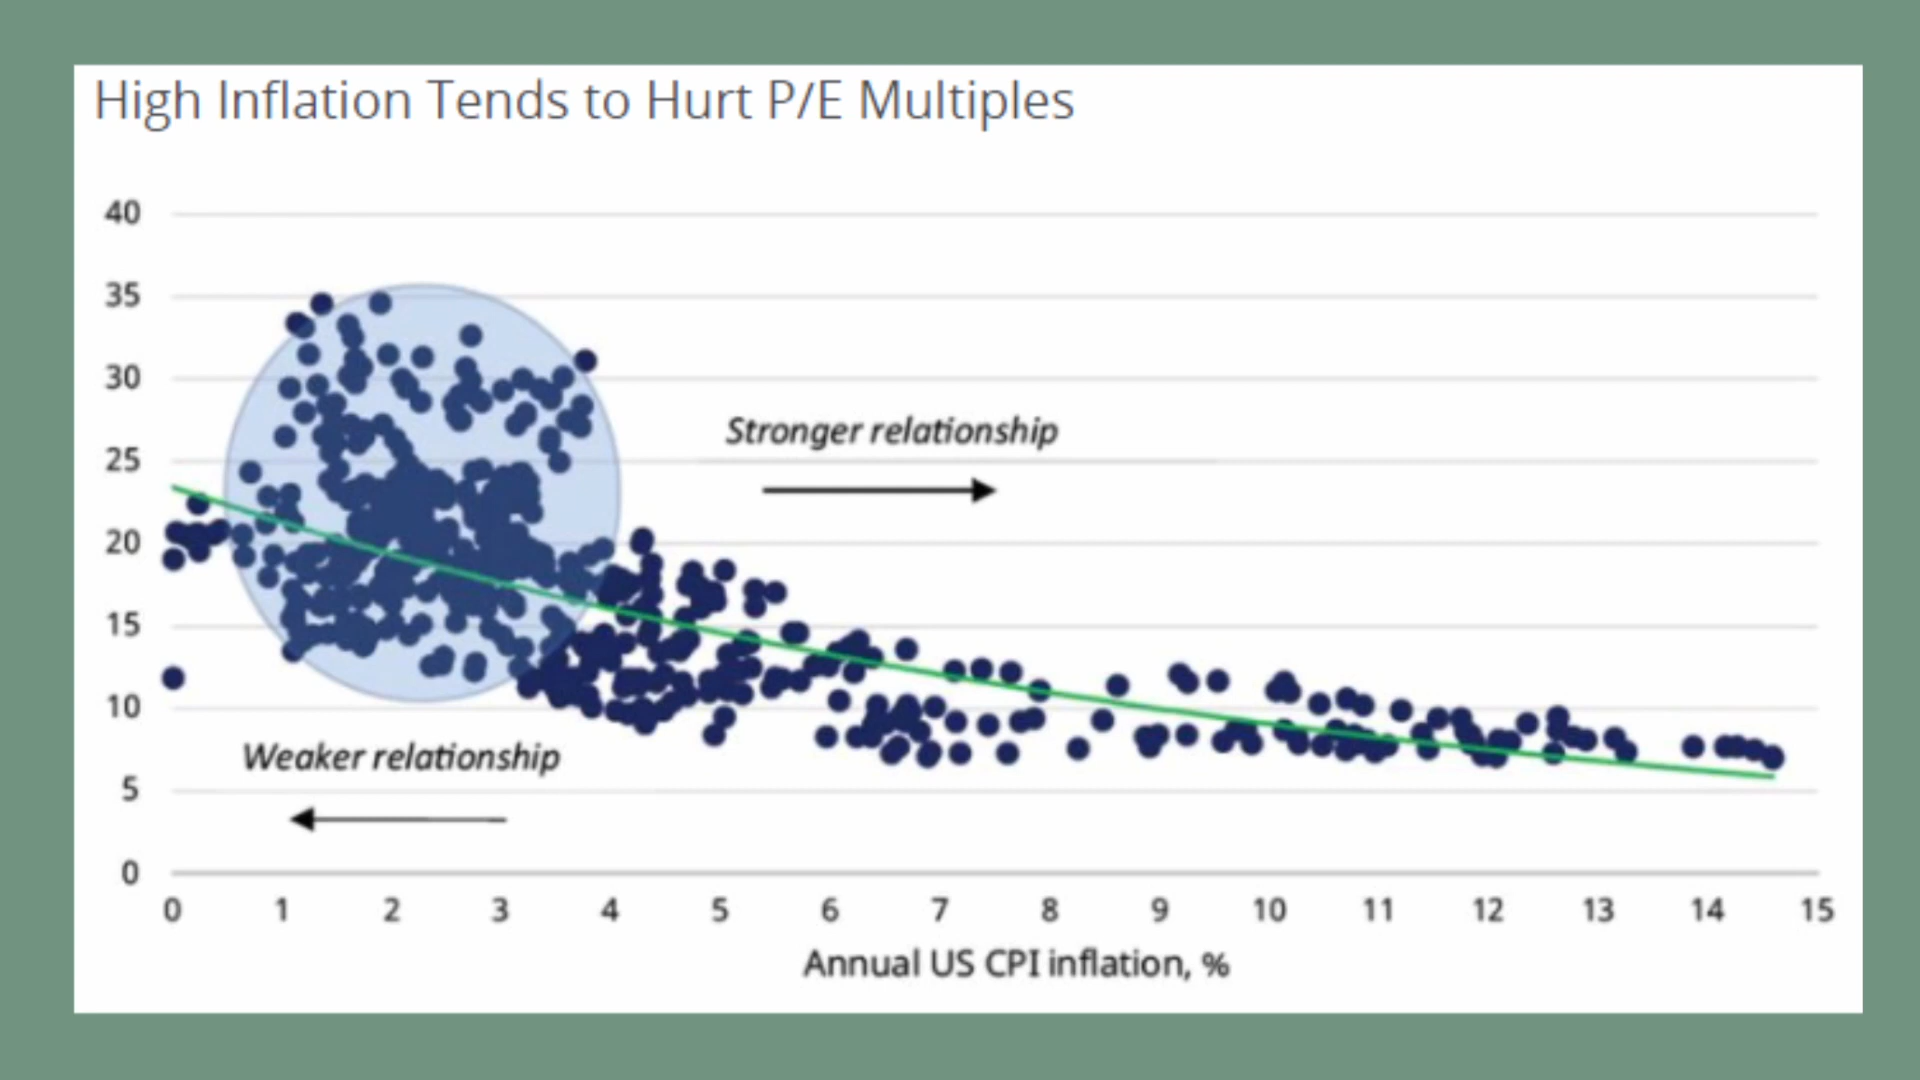 High Inflation Tends to Hurt P/E Multiples
40
35
30
25
20
15
10
5
0
Stronger relationship
Weaker relationship
0 1 2 3 4 5 6 7 8 9 10 11 12 13 14 15
Annual US CPI inflation, %